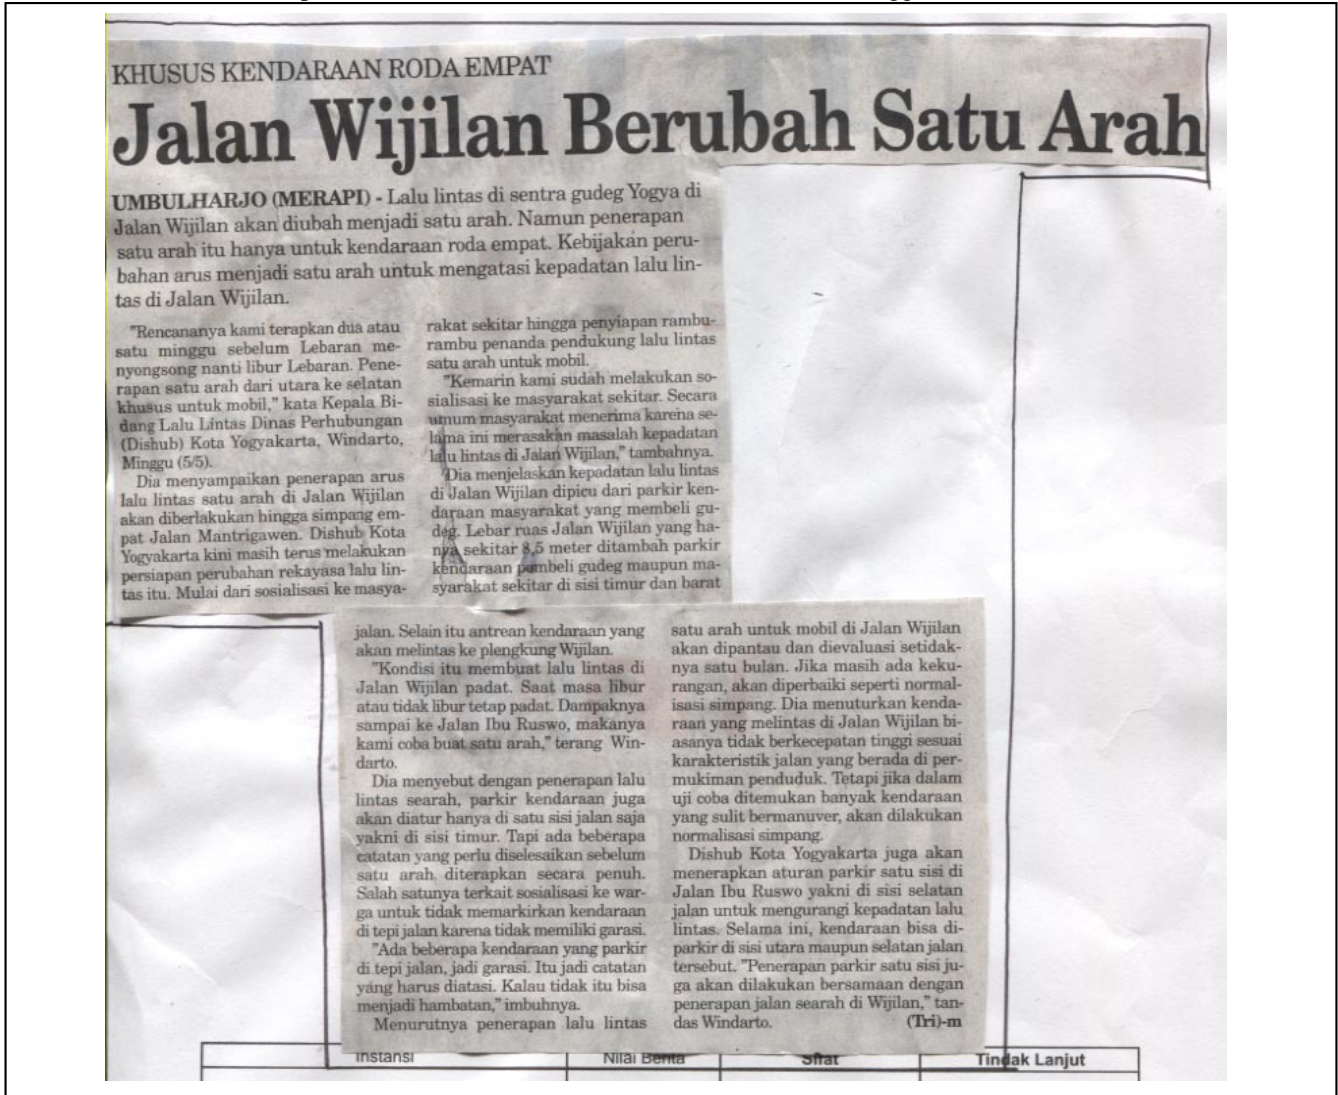 KHUSUS KENDARAAN RODA EMPAT
Jalan Wijilan Berubah Satu Arah
UMBULHARJO (MERAPI) - Lalu lintas di sentra gudeg Yogya di
Jalan Wijilan akan diubah menjadi satu arah. Namun penerapan
satu arah itu hanya untuk kendaraan roda empat. Kebijakan peru-
bahan arus menjadi satu arah untuk mengatasi kepadatan lalu lin-
tas di Jalan Wijilan.
"Rencananya kami terapkan dua atau
satu minggu sebelum Lebaran me-
nyongsong nanti libur Lebaran. Pene-
rapan satu arah dari utara ke selatan
khusus untuk mobil," kata Kepala Bi-
dang Lalu Lintas Dinas Perhubungan
(Dishub) Kota Yogyakarta, Windarto,
Minggu (5/5).
Dia menyampaikan penerapan arus
lalu lintas satu arah di Jalan Wijilan
akan diberlakukan hingga simpang em-
pat Jalan Mantrigawen. Dishub Kota
Yogyakarta kini masih terus melakukan
persiapan perubahan rekayasa lalu lin-
tas itu. Mulai dari sosialisasi ke masya-
rakat sekitar hingga penyiapan rambu-
rambu penanda pendukung lalu lintas
satu arah untuk mobil.
"Kemarin kami sudah melakukan so-
sialisasi ke masyarakat sekitar. Secara
umum masyarakat menerima karena se-
lama ini merasakan masalah kepadatan
lalu lintas di Jalan Wijilan," tambahnya.
Dia menjelaskan kepadatan lalu lintas
di Jalan Wijilan dipicu dari parkir ken-
daraan masyarakat yang membeli gu-
deg. Lebar ruas Jalan Wijilan yang ha-
nya sekitar 8,5 meter ditambah parkir
kendaraan pembeli gudeg maupun ma-
syarakat sekitar di sisi timur dan barat
jalan. Selain itu antrean kendaraan yang
akan melintas ke plengkung Wijilan.
"Kondisi itu membuat lalu lintas di
Jalan Wijilan padat. Saat masa libur
atau tidak libur tetap padat. Dampaknya
sampai ke Jalan Ibu Ruswo, makanya
kami coba buat satu arah," terang Win-
darto.
Dia menyebut dengan penerapan lalu
lintas searah, parkir kendaraan juga
akan diatur hanya di satu sisi jalan saja
yakni di sisi timur. Tapi ada beberapa
catatan yang perlu diselesaikan sebelum
satu arah diterapkan secara penuh.
Salah satunya terkait sosialisasi ke war-
ga untuk tidak memarkirkan kendaraan
di tepi jalan karena tidak memiliki garasi.
"Ada beberapa kendaraan yang parkir
di tepi jalan, jadi garasi. Itu jadi catatan
yang harus diatasi. Kalau tidak itu bisa
menjadi hambatan," imbuhnya.
Menurutnya penerapan lalu lintas
satu arah untuk mobil di Jalan Wijilan
akan dipantau dan dievaluasi setidak-
nya satu bulan. Jika masih ada keku-
rangan, akan diperbaiki seperti normal-
isasi simpang. Dia menuturkan kenda-
raan yang melintas di Jalan Wijilan bi-
asanya tidak berkecepatan tinggi sesuai
karakteristik jalan yang berada di per-
mukiman penduduk. Tetapi jika dalam
uji coba ditemukan banyak kendaraan
yang sulit bermanuver, akan dilakukan
normalisasi simpang.
Dishub Kota Yogyakarta juga akan
menerapkan aturan parkir satu sisi di
Jalan Ibu Ruswo yakni di sisi selatan
jalan untuk mengurangi kepadatan lalu
lintas. Selama ini, kendaraan bisa di-
parkir di sisi utara maupun selatan jalan
tersebut. "Penerapan parkir satu sisi ju-
ga akan dilakukan bersamaan dengan
penerapan jalan searah di Wijilan," tan-
das Windarto. (Tri)-m
Instansi Nilai Berita Sifat Tindak Lanjut